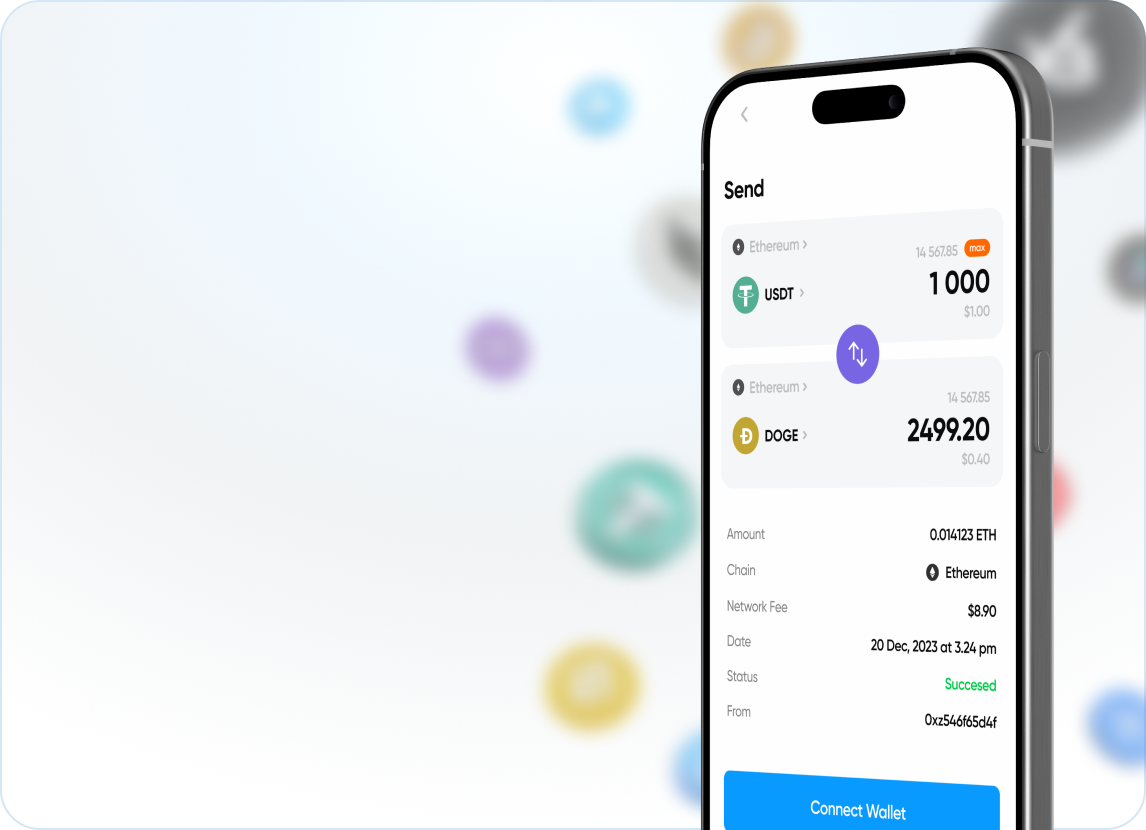 Send
Ethereum
14 567.85 max
USDT
1 000
$1.00
Ethereum
14 567.85
DOGE
2499.20
$0.40
Amount 0.014123 ETH
Chain Ethereum
Network Fee $8.90
Date 20 Dec, 2023 at 3.24 pm
Status Succesed
From 0xz546f65d4f
Connect Wallet